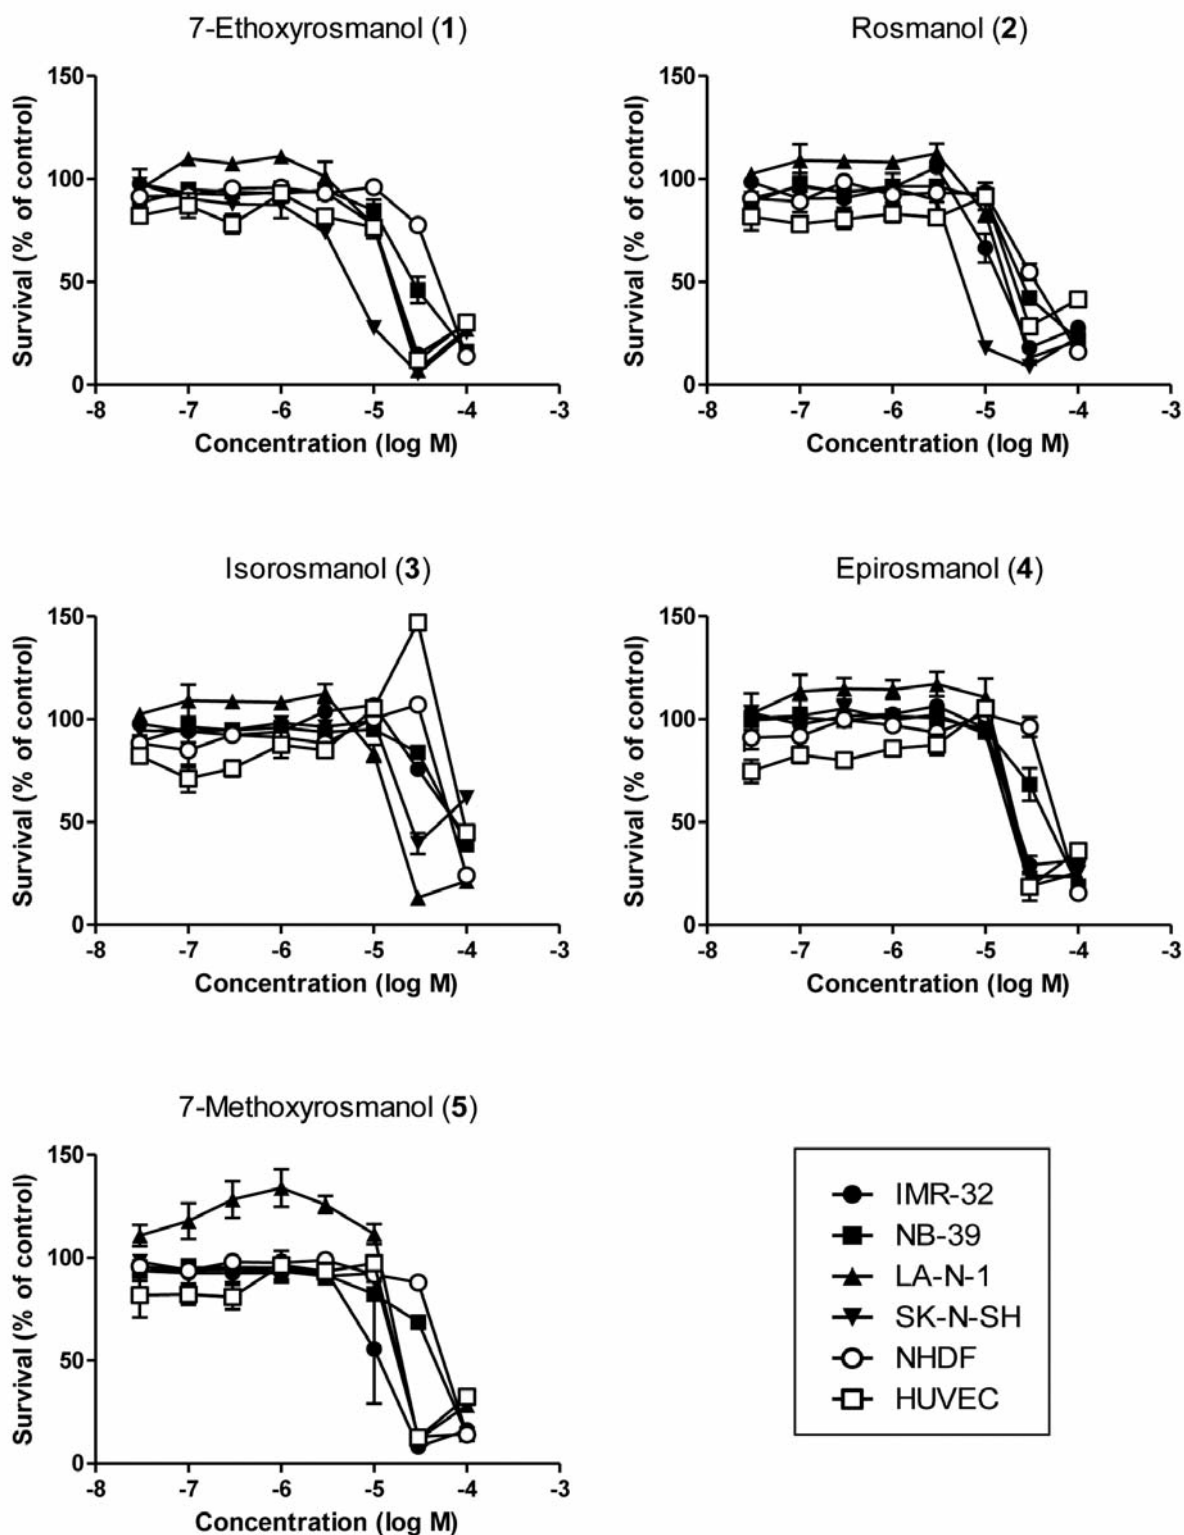 7-Ethoxyrosmanol (1)
Survival (% of control)
150
100
50
0
-8 -7 -6 -5 -4 -3
Concentration (log M)
Rosmanol (2)
Survival (% of control)
150
100
50
0
-8 -7 -6 -5 -4 -3
Concentration (log M)
Isorosmanol (3)
Survival (% of control)
150
100
50
0
-8 -7 -6 -5 -4 -3
Concentration (log M)
Epirosmanol (4)
Survival (% of control)
150
100
50
0
-8 -7 -6 -5 -4 -3
Concentration (log M)
7-Methoxyrosmanol (5)
Survival (% of control)
150
100
50
0
-8 -7 -6 -5 -4 -3
Concentration (log M)
IMR-32
NB-39
LA-N-1
SK-N-SH
NHDF
HUVEC